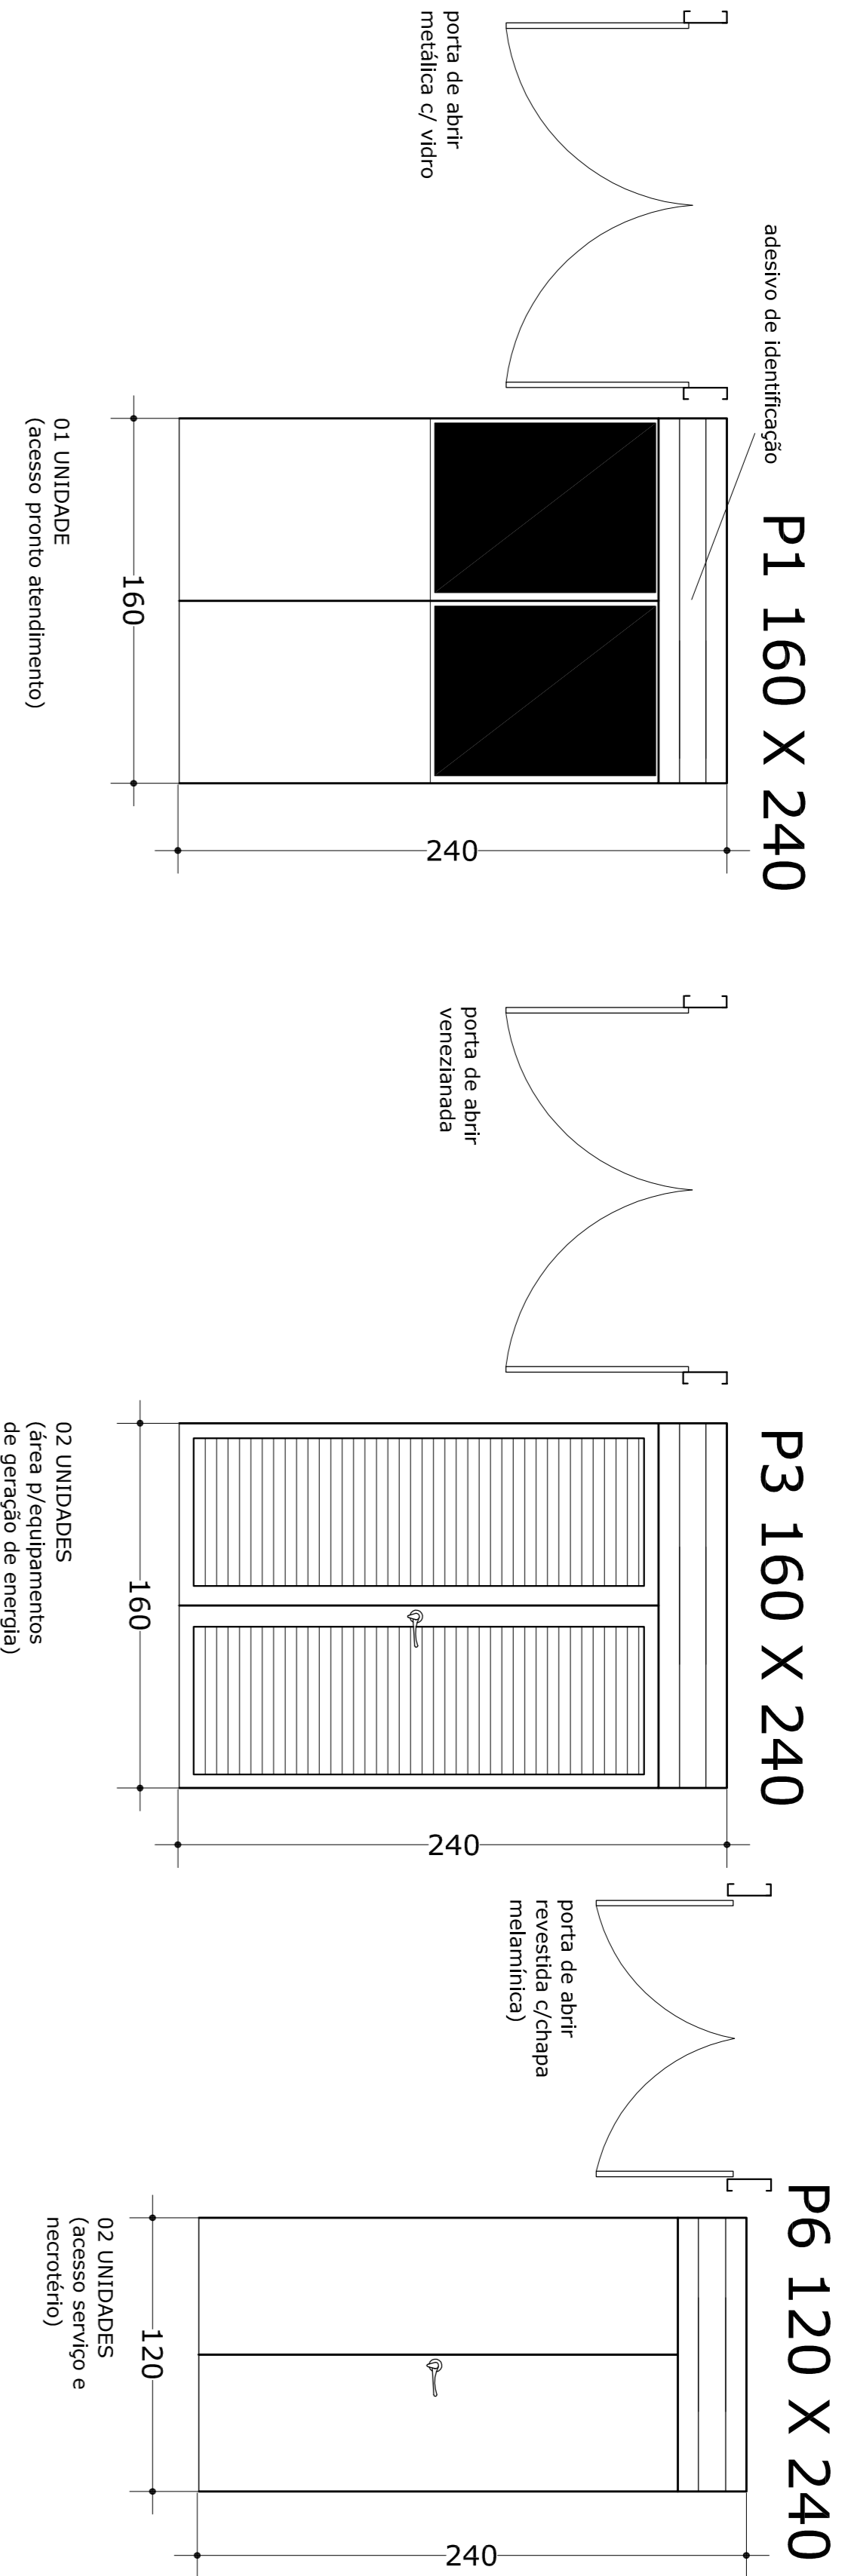 P1 160 X 240
adesivo de identificação
porta de abrir
metálica c/ vidro
240
160
01 UNIDADE
(acesso pronto atendimento)
P3 160 X 240
porta de abrir
venezianada
240
160
02 UNIDADES
(área p/equipamentos
de geração de energia)
P6 120 X 240
porta de abrir
revestida c/chapa
melamínica)
240
120
02 UNIDADES
(acesso serviço e
necrotério)